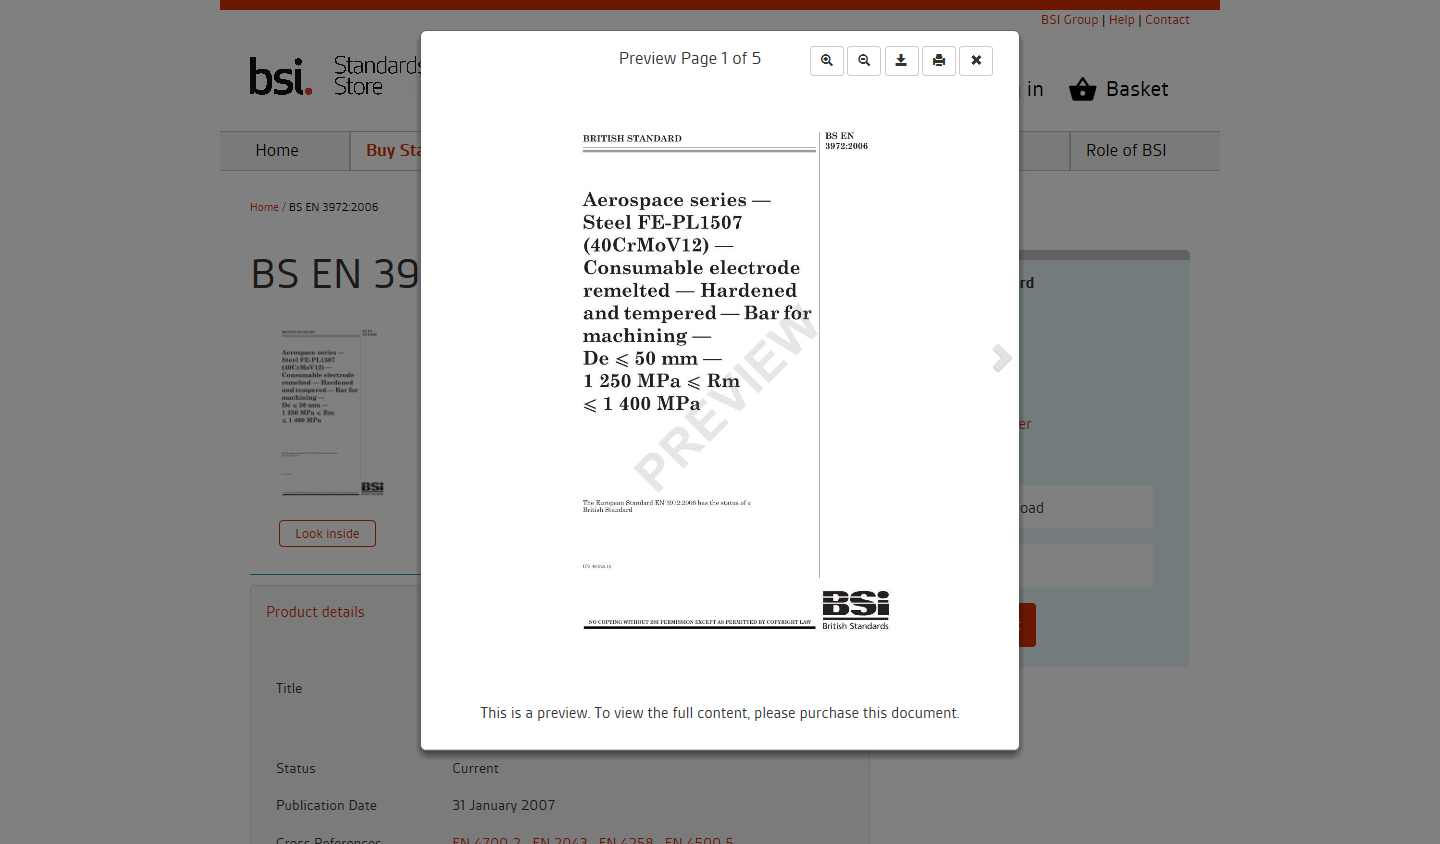 BSI Group | Help | Contact
bsi. Standards
Store
in
Basket
Home
Buy Sta
Role of BSI
Home / BS EN 3972:2006
BS EN 39
Look inside
Product details
Title
Status
Current
Publication Date
31 January 2007
Cross References
EN 4700-2, EN 2043, EN 4258, EN 4500-5
rd
er
oad
Preview Page 1 of 5
BRITISH STANDARD
BS EN
3972:2006
Aerospace series —
Steel FE-PL1507
(40CrMoV12) —
Consumable electrode
remelted — Hardened
and tempered — Bar for
machining —
De ⩽ 50 mm —
1 250 MPa ⩽ Rm
⩽ 1 400 MPa
PREVIEW
The European Standard EN 3972:2006 has the status of a
British Standard
NO COPYING WITHOUT BSI PERMISSION EXCEPT AS PERMITTED BY COPYRIGHT LAW
BSi
British Standards
This is a preview. To view the full content, please purchase this document.